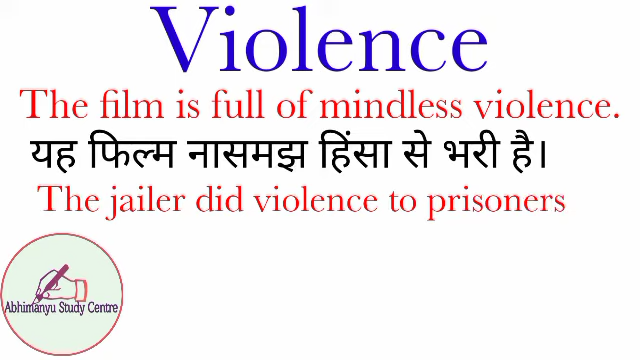 Violence
The film is full of mindless violence.
यह फिल्म नासमझ हिंसा से भरी है।
The jailer did violence to prisoners
Abhimanyu Study Centre